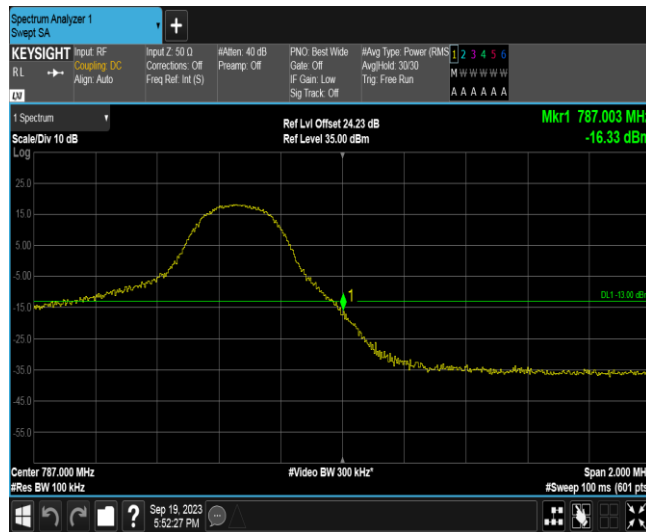 Spectrum Analyzer 1
Swept SA
+
KEYSIGHT
RL
LXI
Input: RF
Coupling: DC
Align: Auto
Input Z: 50 Ω
Corrections: Off
Freq Ref: Int (S)
#Atten: 40 dB
Preamp: Off
PNO: Best Wide
Gate: Off
IF Gain: Low
Sig Track: Off
#Avg Type: Power (RMS
Avg|Hold: 30/30
Trig: Free Run
1 2 3 4 5 6
M W W W W W
A A A A A A
1 Spectrum
Scale/Div 10 dB
Log
Ref Lvl Offset 24.23 dB
Ref Level 35.00 dBm
Mkr1 787.003 MHz
-16.33 dBm
25.0
15.0
5.00
-5.00
-15.0
-25.0
-35.0
-45.0
-55.0
1
DL1 -13.00 dBm
Center 787.000 MHz
#Res BW 100 kHz
#Video BW 300 kHz*
Span 2.000 MHz
#Sweep 100 ms (601 pts)
?
Sep 19, 2023
5:52:27 PM